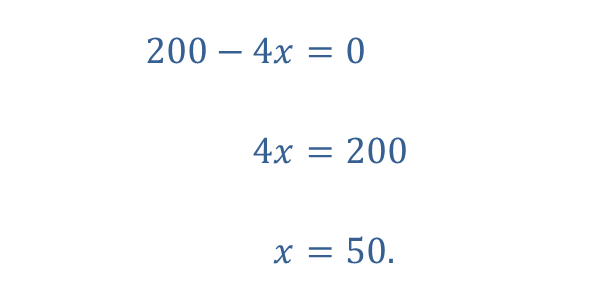 200 − 4x = 0
4x = 200
x = 50.